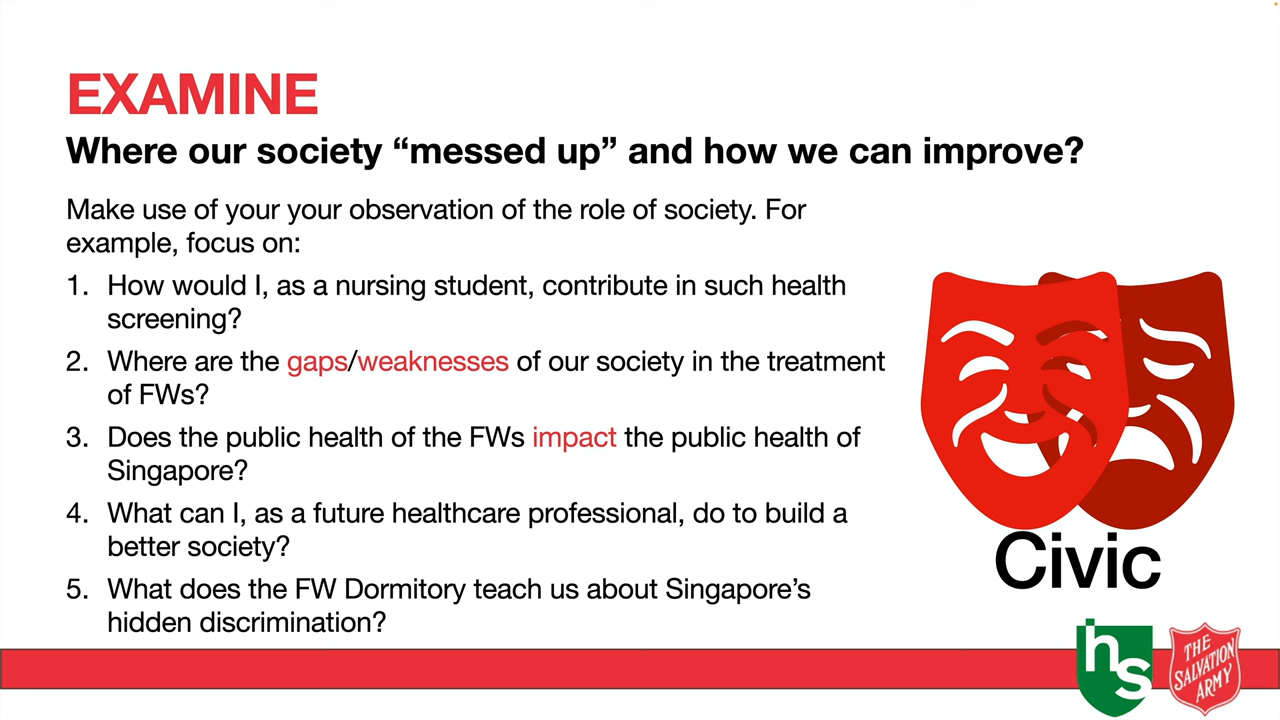 EXAMINE
Where our society “messed up” and how we can improve?
Make use of your your observation of the role of society. For
example, focus on:
1. How would I, as a nursing student, contribute in such health
screening?
2. Where are the gaps/weaknesses of our society in the treatment
of FWs?
3. Does the public health of the FWs impact the public health of
Singapore?
4. What can I, as a future healthcare professional, do to build a
better society?
5. What does the FW Dormitory teach us about Singapore’s
hidden discrimination?
Civic
hs
THE
SALVATION
ARMY